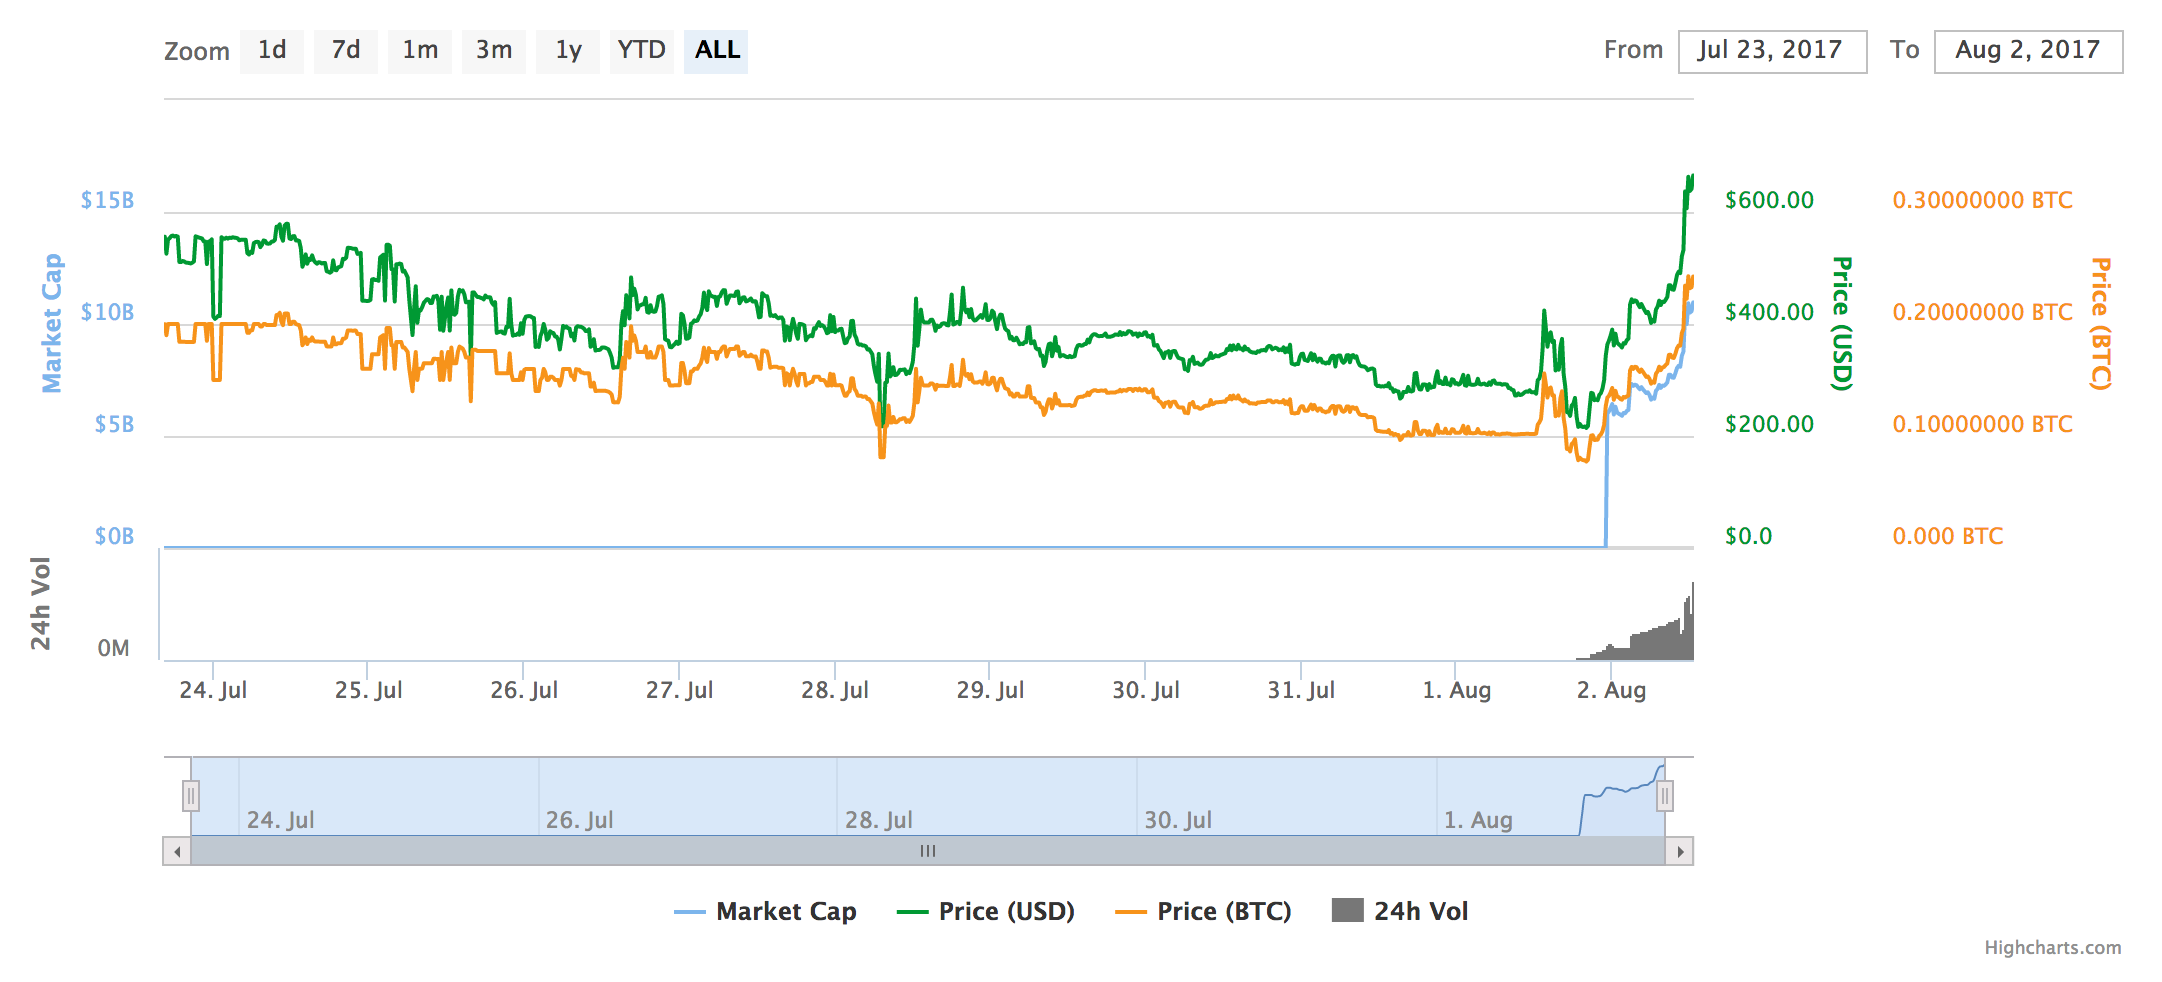 Zoom 1d 7d 1m 3m 1y YTD ALL From Jul 23, 2017 To Aug 2, 2017
$15B $600.00 0.30000000 BTC
$10B $400.00 0.20000000 BTC
$5B $200.00 0.10000000 BTC
$0B $0.0 0.000 BTC
Market Cap
Price (USD)
Price (BTC)
24h Vol
0M
24. Jul 25. Jul 26. Jul 27. Jul 28. Jul 29. Jul 30. Jul 31. Jul 1. Aug 2. Aug
24. Jul 26. Jul 28. Jul 30. Jul 1. Aug
Market Cap Price (USD) Price (BTC) 24h Vol
Highcharts.com